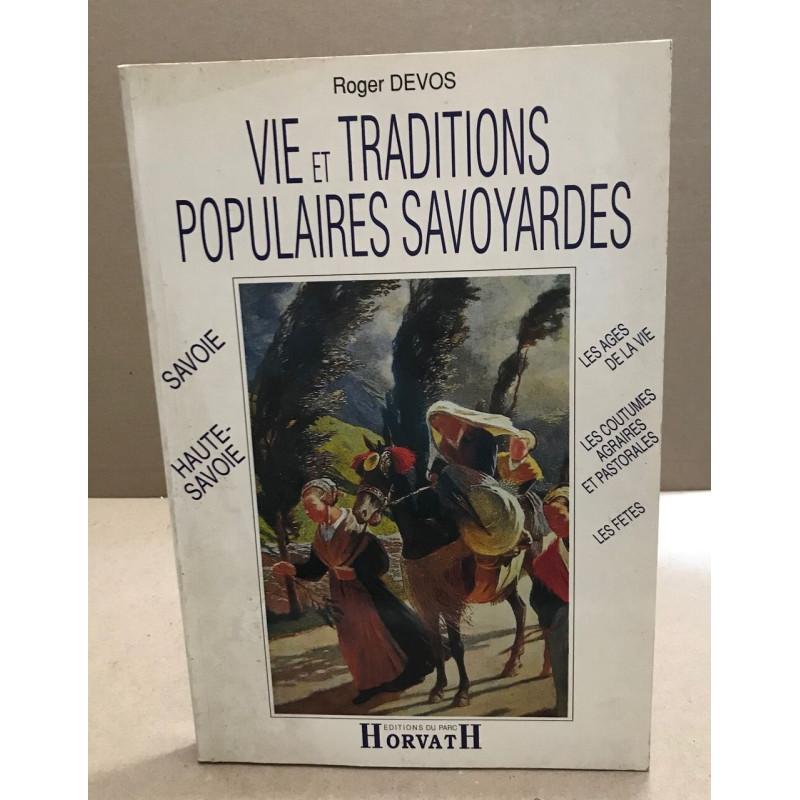 Roger DEVOS
VIE ET TRADITIONS
POPULAIRES SAVOYARDES
SAVOIE
HAUTE-
SAVOIE
LES AGES
DE LA VIE
LES COUTUMES
AGRAIRES
ET PASTORALES
LES FETES
EDITIONS DU PARC
HORVATH